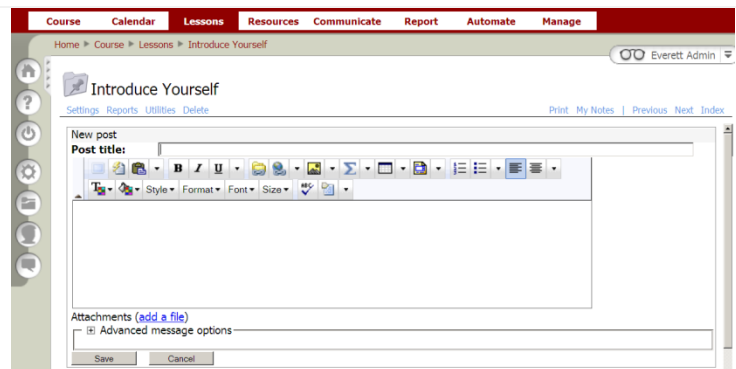 Course Calendar Lessons Resources Communicate Report Automate Manage
Home Course Lessons Introduce Yourself
Everett Admin
Introduce Yourself
Settings Reports Utilities Delete Print My Notes | Previous Next Index
New post
Post title:
B I U
Style Format Font Size ABC
Attachments (add a file)
Advanced message options
Save Cancel